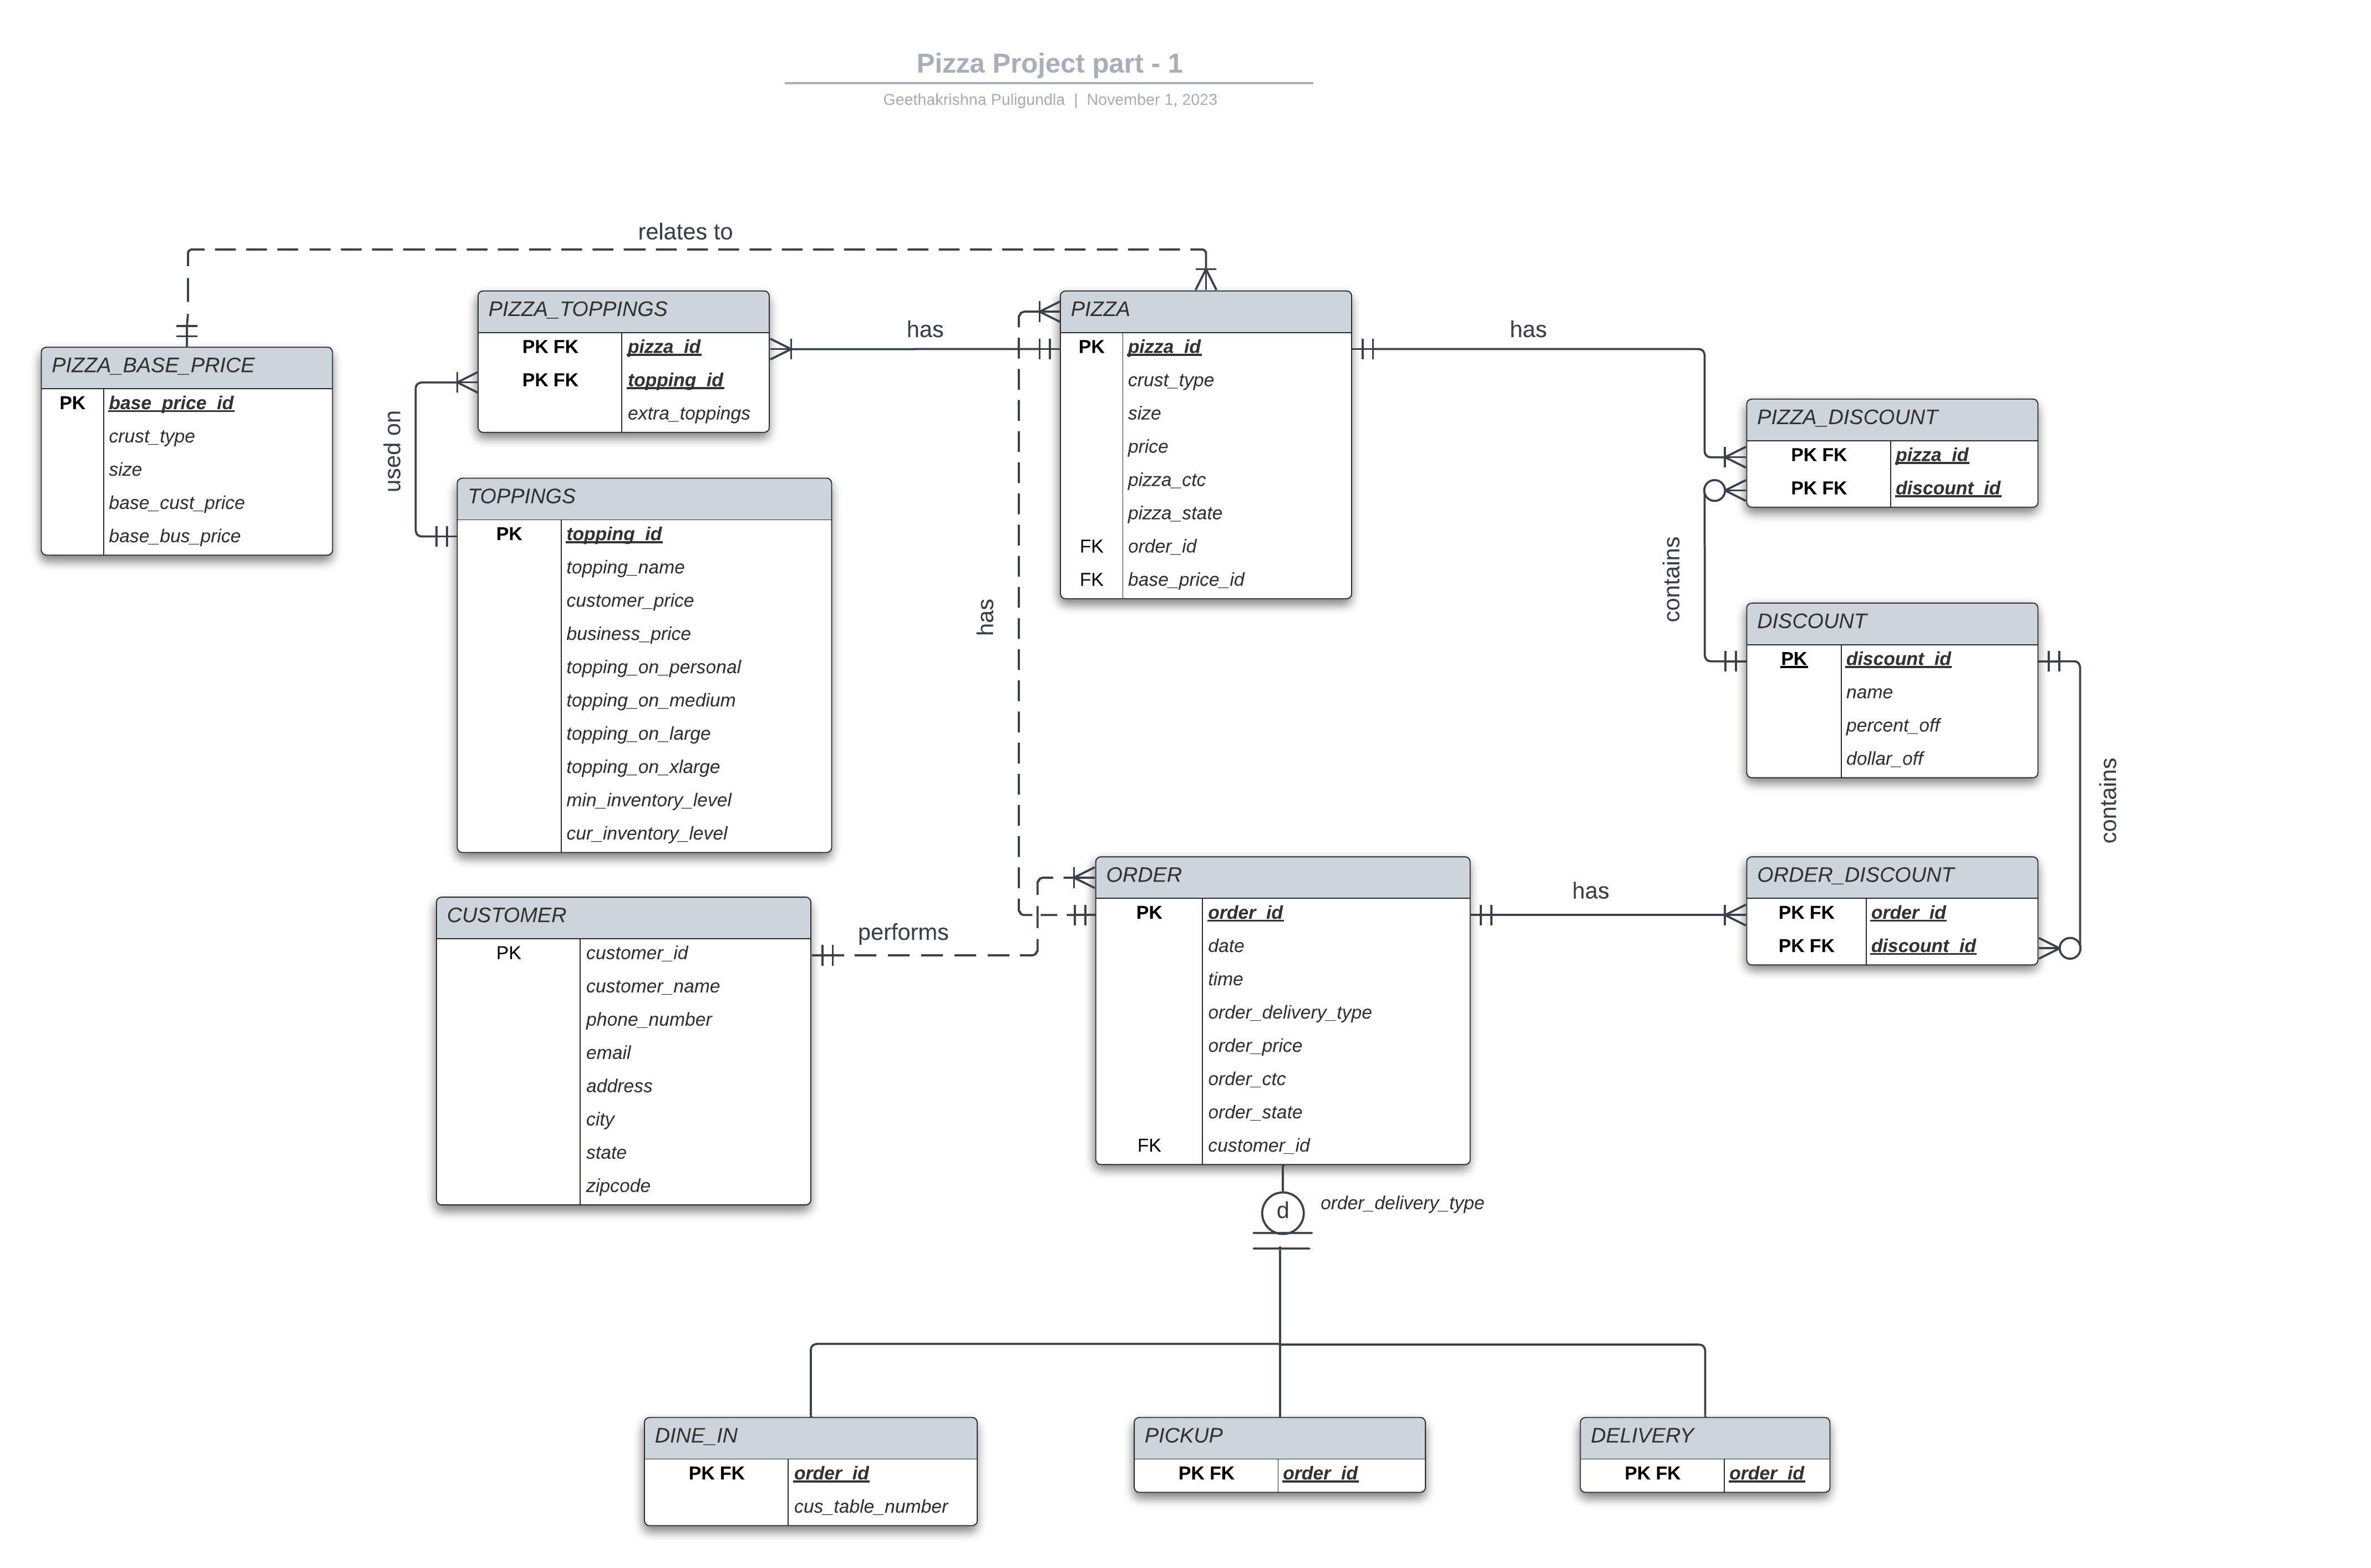 Pizza Project part - 1
Geethakrishna Puligundla | November 1, 2023
relates to
PIZZA_BASE_PRICE
PK base_price_id
crust_type
size
base_cust_price
base_bus_price
used on
PIZZA_TOPPINGS
PK FK pizza_id
PK FK topping_id
extra_toppings
has
TOPPINGS
PK topping_id
topping_name
customer_price
business_price
topping_on_personal
topping_on_medium
topping_on_large
topping_on_xlarge
min_inventory_level
cur_inventory_level
has
PIZZA
PK pizza_id
crust_type
size
price
pizza_ctc
pizza_state
FK order_id
FK base_price_id
has
PIZZA_DISCOUNT
PK FK pizza_id
PK FK discount_id
contains
DISCOUNT
PK discount_id
name
percent_off
dollar_off
contains
CUSTOMER
PK customer_id
customer_name
phone_number
email
address
city
state
zipcode
performs
ORDER
PK order_id
date
time
order_delivery_type
order_price
order_ctc
order_state
FK customer_id
has
ORDER_DISCOUNT
PK FK order_id
PK FK discount_id
d order_delivery_type
DINE_IN
PK FK order_id
cus_table_number
PICKUP
PK FK order_id
DELIVERY
PK FK order_id